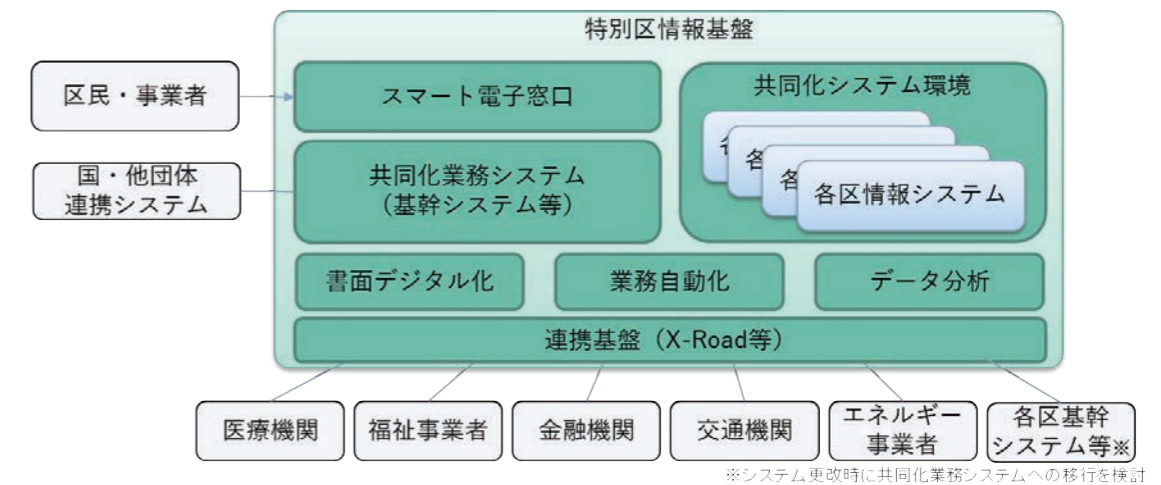 特別区情報基盤
区民・事業者
スマート電子窓口
共同化システム環境
国・他団体
連携システム
共同化業務システム
（基幹システム等）
各
各
各
各区情報システム
書面デジタル化
業務自動化
データ分析
連携基盤（X-Road等）
医療機関
福祉事業者
金融機関
交通機関
エネルギー
事業者
各区基幹
システム等※
※システム更改時に共同化業務システムへの移行を検討